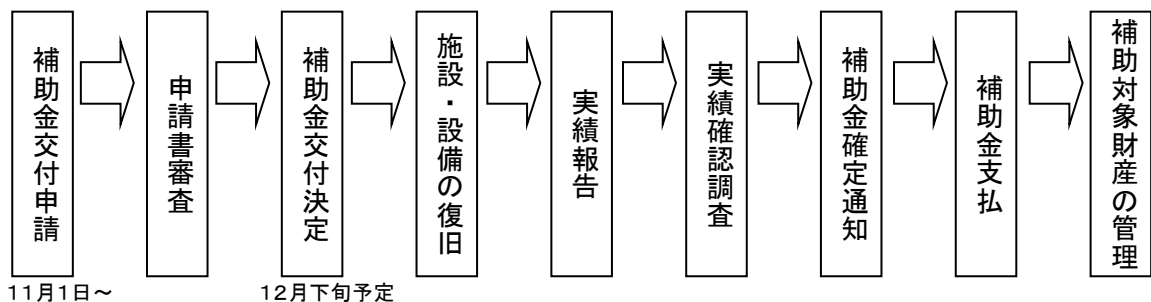 補助金交付申請
申請書審査
補助金交付決定
施設・設備の復旧
実績報告
実績確認調査
補助金確定通知
補助金支払
補助対象財産の管理
11月1日～
12月下旬予定